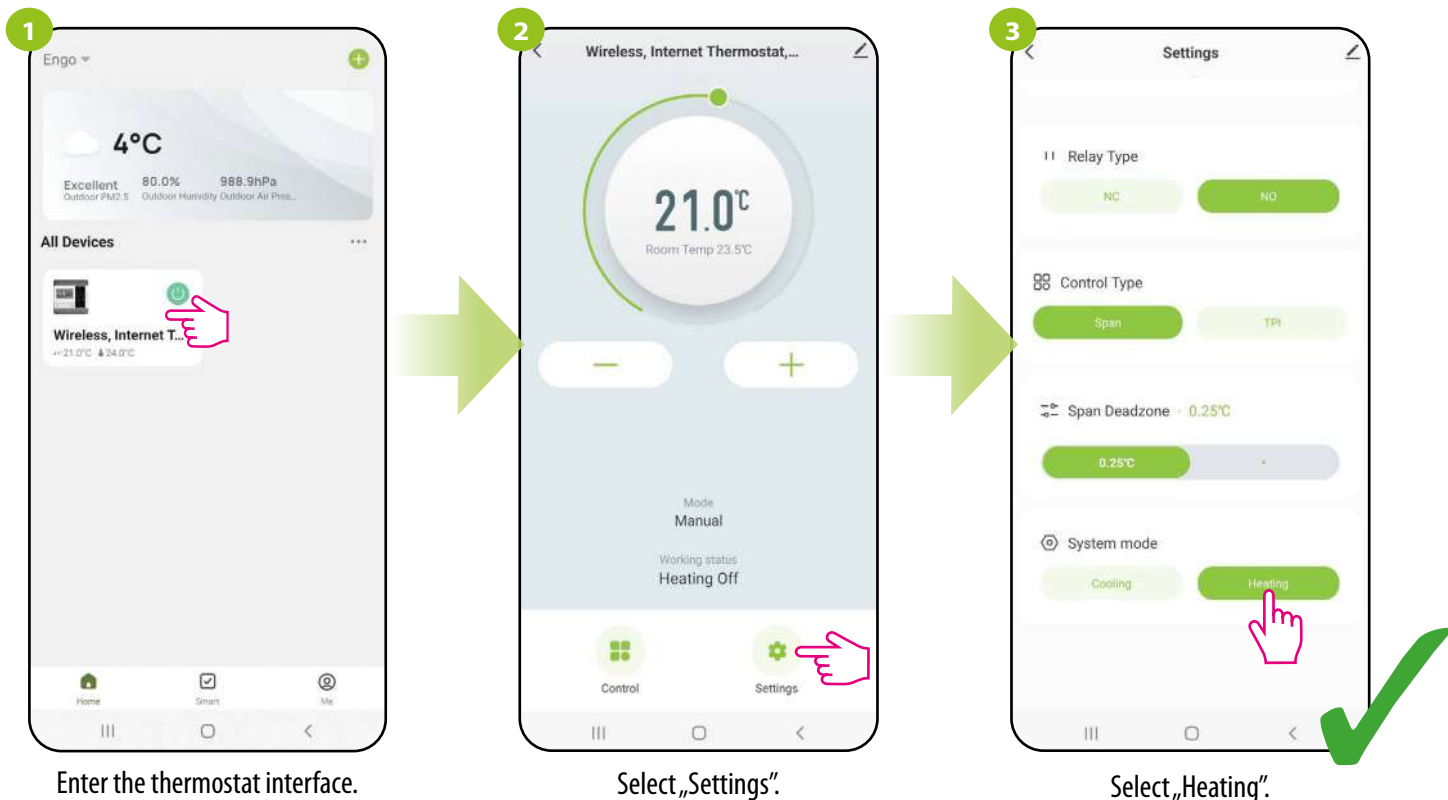 1
Engo
4°C
Excellent 80.0% 988.9hPa
Outdoor PM2.5 Outdoor Humidity Outdoor Air Pres...
All Devices ...
Wireless, Internet T...
21.0°C 24.0°C
Home Smart Me
Enter the thermostat interface.
2
Wireless, Internet Thermostat,...
21.0°C
Room Temp 23.5°C
Mode
Manual
Working status
Heating Off
Control Settings
Select „Settings”.
3
Settings
Relay Type
NC NO
Control Type
Span TPI
Span Deadzone · 0.25°C
0.25°C
System mode
Cooling Heating
Select „Heating”.